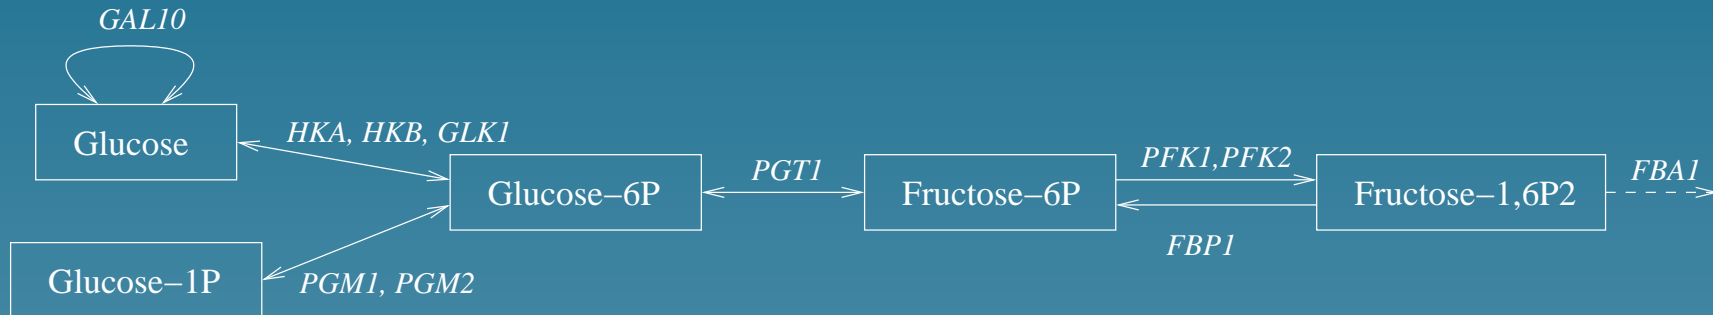 GAL10
Glucose
HKA, HKB, GLK1
Glucose−6P
PGT1
Fructose−6P
PFK1,PFK2
Fructose−1,6P2
FBA1
FBP1
Glucose−1P
PGM1, PGM2